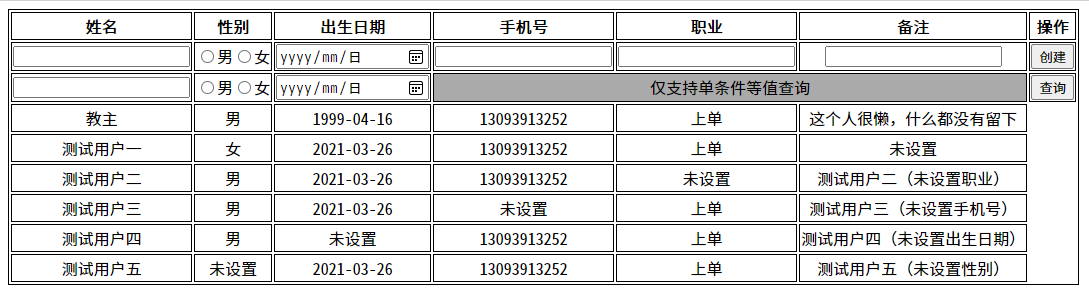 姓名 性别 出生日期 手机号 职业 备注 操作
男 女 yyyy/mm/日 创建
男 女 yyyy/mm/日 仅支持单条件等值查询 查询
教主 男 1999-04-16 13093913252 上单 这个人很懒，什么都没有留下
测试用户一 女 2021-03-26 13093913252 上单 未设置
测试用户二 男 2021-03-26 13093913252 未设置 测试用户二（未设置职业）
测试用户三 男 2021-03-26 未设置 上单 测试用户三（未设置手机号）
测试用户四 男 未设置 13093913252 上单 测试用户四（未设置出生日期）
测试用户五 未设置 2021-03-26 13093913252 上单 测试用户五（未设置性别）